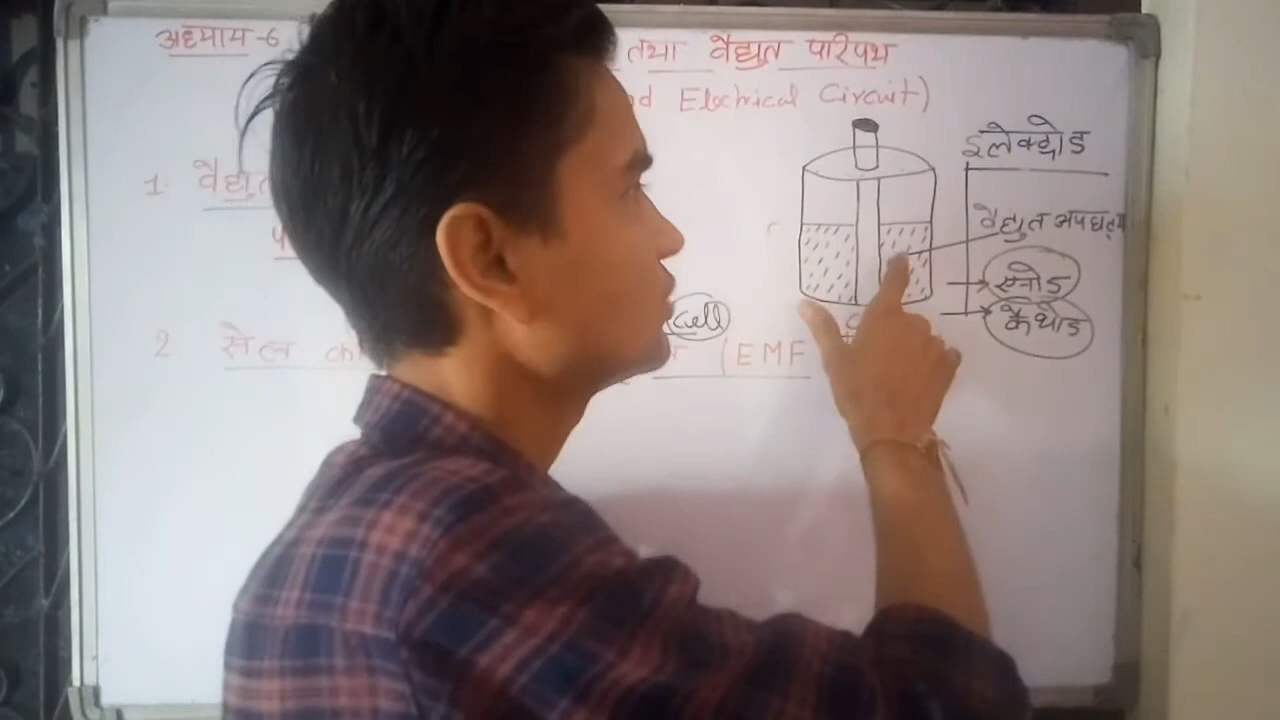 अध्याय-6 तथा वैद्युत परिपथ
Electrical Circuit)
1. वैद्युत
2 सेल (EMF
Cell
इलेक्ट्रोड
वैद्युत अपघट्य
एनोड
कैथोड